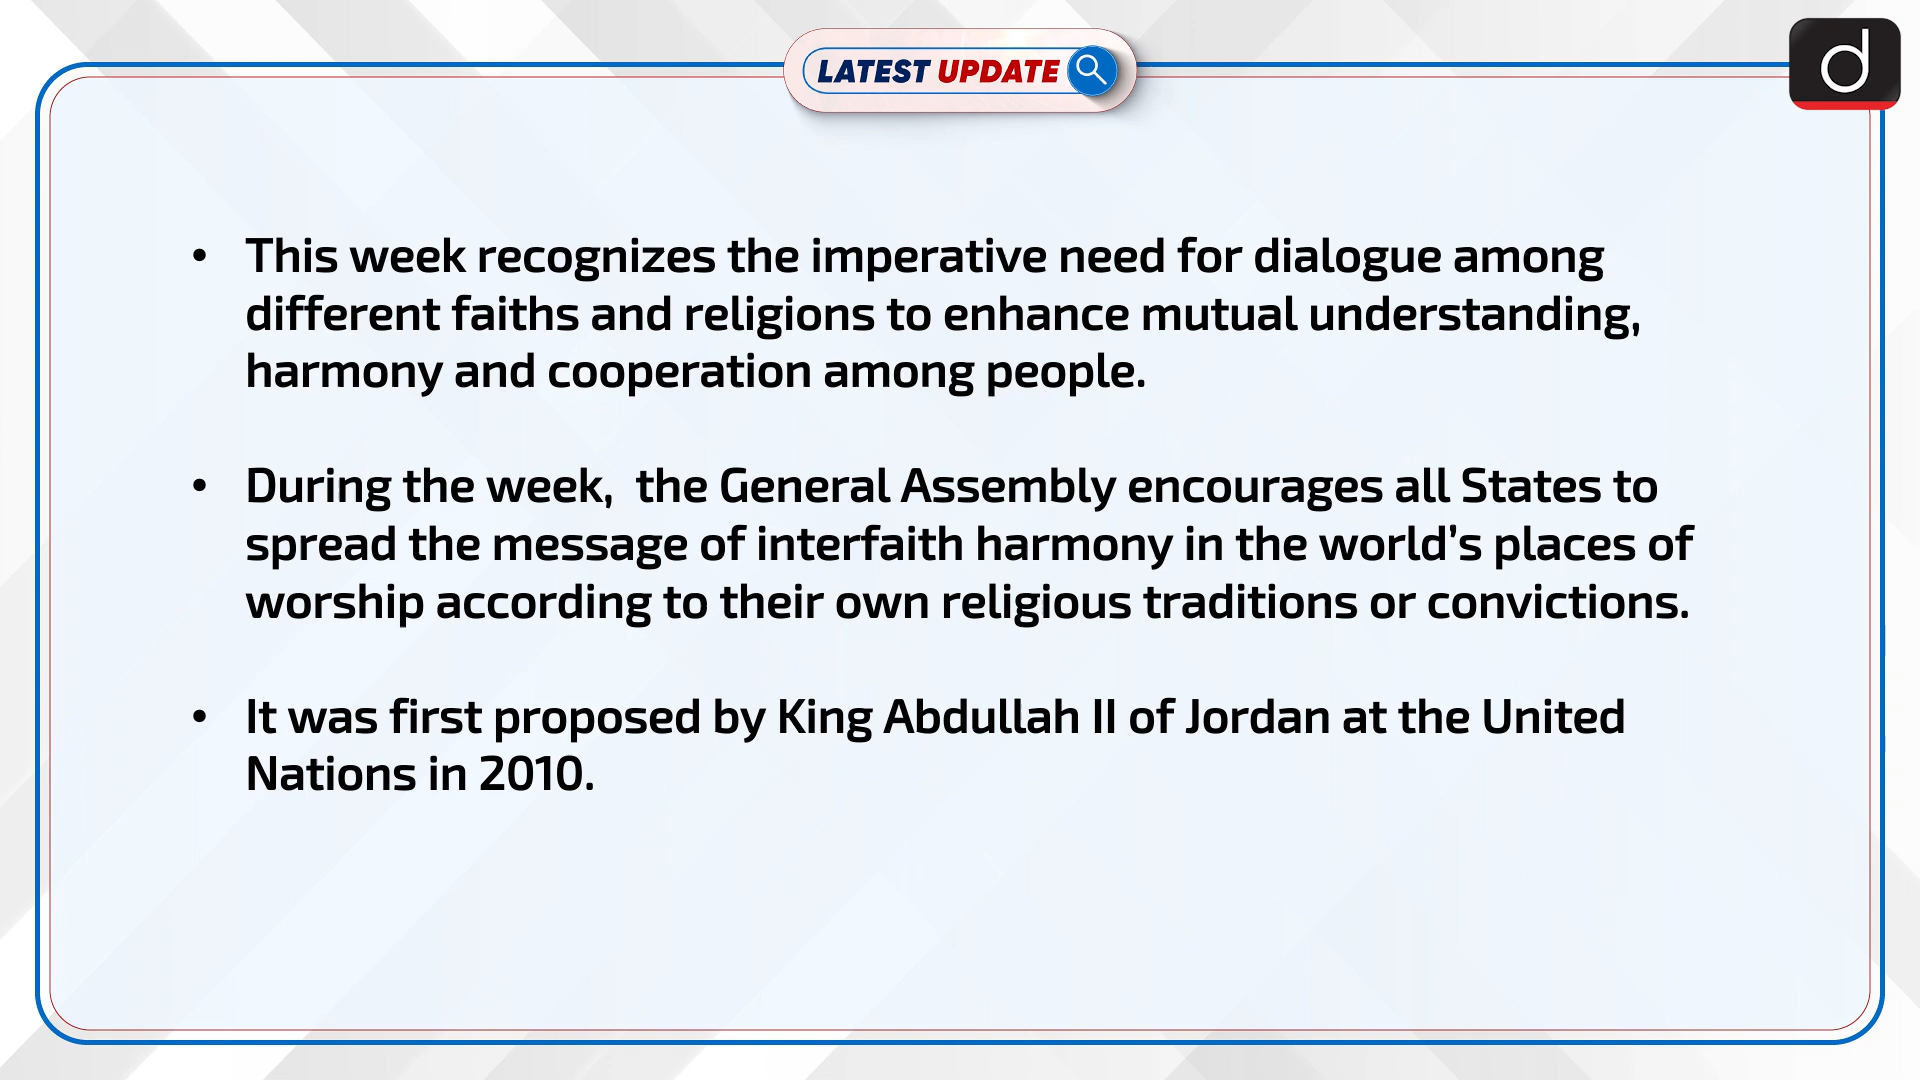 LATEST UPDATE
d
• This week recognizes the imperative need for dialogue among
different faiths and religions to enhance mutual understanding,
harmony and cooperation among people.
• During the week,  the General Assembly encourages all States to
spread the message of interfaith harmony in the world’s places of
worship according to their own religious traditions or convictions.
• It was first proposed by King Abdullah II of Jordan at the United
Nations in 2010.